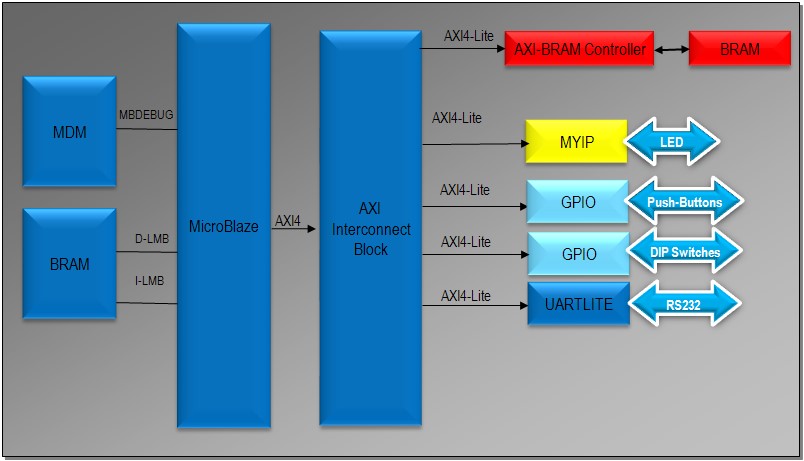 AXI4-Lite
AXI-BRAM Controller
BRAM
MDM
MBDEBUG
AXI4-Lite
MYIP
LED
AXI4-Lite
GPIO
Push-Buttons
MicroBlaze
AXI4
AXI
Interconnect
Block
BRAM
D-LMB
I-LMB
AXI4-Lite
GPIO
DIP Switches
AXI4-Lite
UARTLITE
RS232